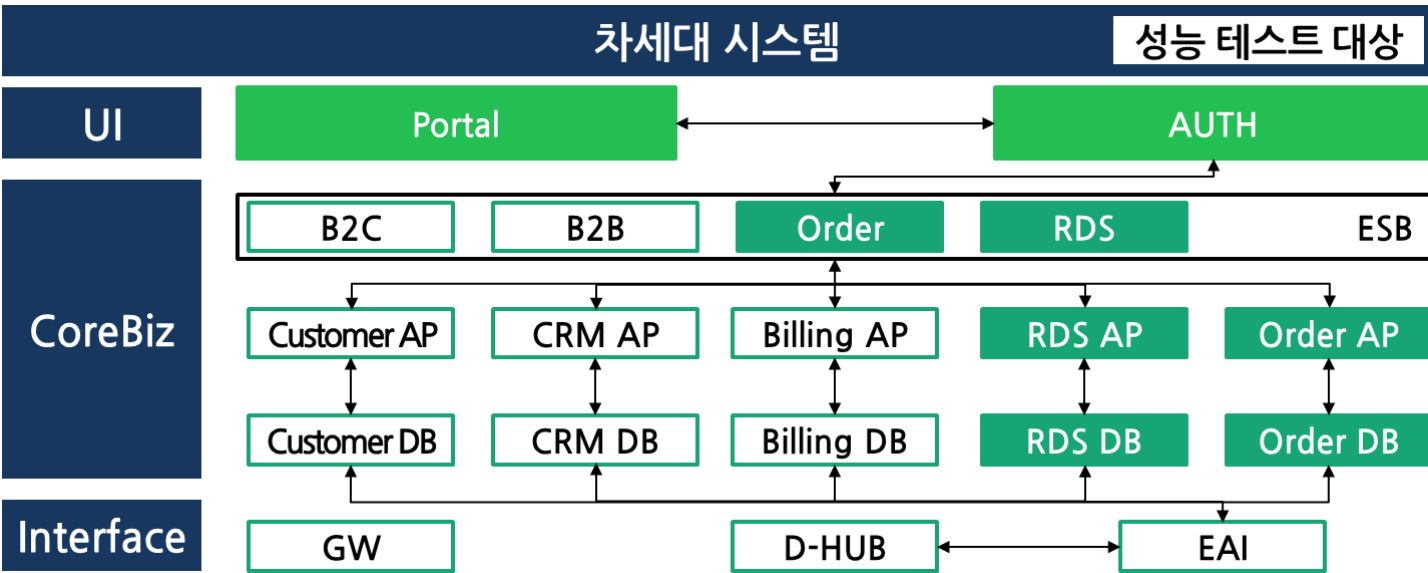 차세대 시스템
성능 테스트 대상
UI
Portal
AUTH
CoreBiz
B2C
B2B
Order
RDS
ESB
Customer AP
CRM AP
Billing AP
RDS AP
Order AP
Customer DB
CRM DB
Billing DB
RDS DB
Order DB
Interface
GW
D-HUB
EAI